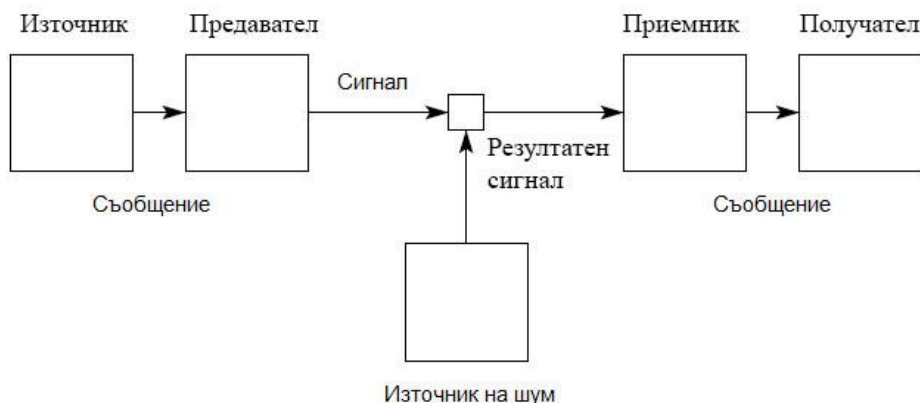 Източник
Предавател
Приемник
Получател
Сигнал
Резултатен
сигнал
Съобщение
Съобщение
Източник на шум